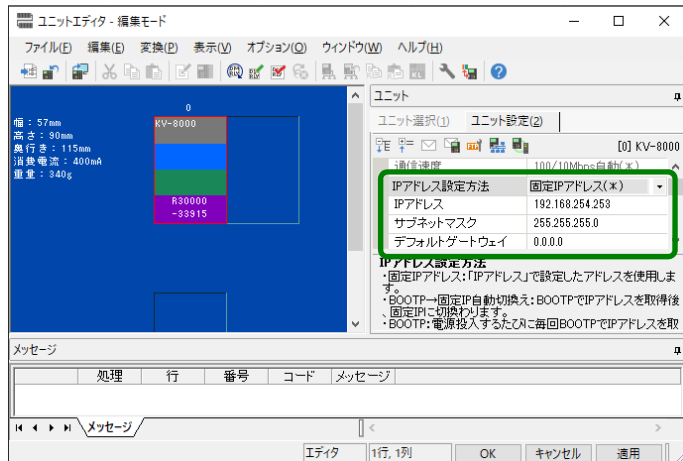 ユニットエディタ - 編集モード
ファイル(F) 編集(E) 変換(P) 表示(V) オプション(O) ウィンドウ(W) ヘルプ(H)
0
KV-8000
幅：57mm
高さ：90mm
奥行き：115mm
消費電流：400mA
重量：340g
R30000
-33915
ユニット
ユニット選択(1) ユニット設定(2)
[0] KV-8000
通信速度 100/10Mbps自動(*)
IPアドレス設定方法 固定IPアドレス(*)
IPアドレス 192.168.254.253
サブネットマスク 255.255.255.0
デフォルトゲートウェイ 0.0.0.0
IPアドレス設定方法
・固定IPアドレス：「IPアドレス」で設定したアドレスを使用しま
す。
・BOOTP→固定IP自動切換え：BOOTPでIPアドレスを取得後
、固定IPに切換わります。
・BOOTP：電源投入するたびに毎回BOOTPでIPアドレスを取
メッセージ
処理 行 番号 コード メッセージ
メッセージ
エディタ 1行, 1列 OK キャンセル 適用